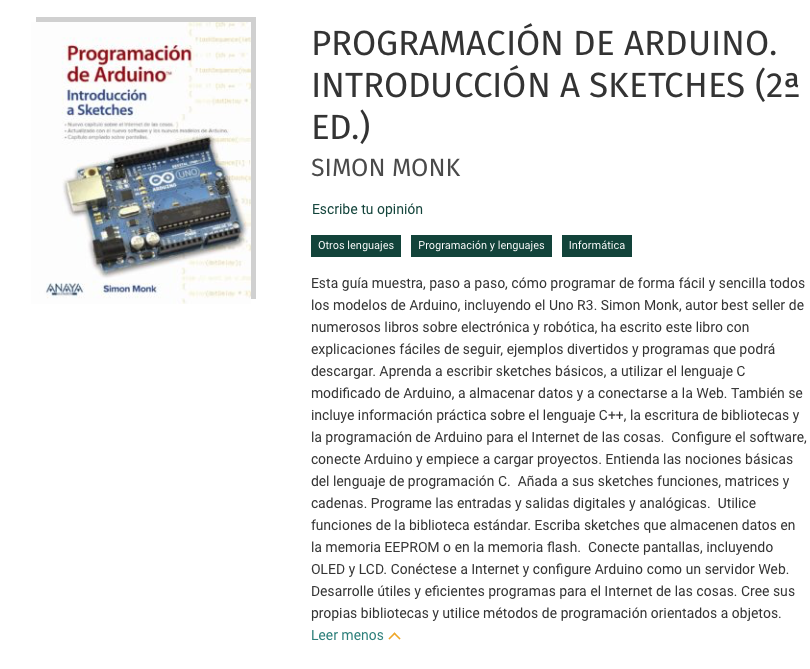 Programación
de Arduino™
Introducción
a Sketches
• Nuevo capítulo sobre el Internet de las cosas.
• Actualizado con el nuevo software y los nuevos modelos de Arduino.
• Capítulo ampliado sobre pantallas.
UNO
ARDUINO
ANAYA
Simon Monk
PROGRAMACIÓN DE ARDUINO.
INTRODUCCIÓN A SKETCHES (2ª
ED.)
SIMON MONK
Escribe tu opinión
Otros lenguajes Programación y lenguajes Informática
Esta guía muestra, paso a paso, cómo programar de forma fácil y sencilla todos
los modelos de Arduino, incluyendo el Uno R3. Simon Monk, autor best seller de
numerosos libros sobre electrónica y robótica, ha escrito este libro con
explicaciones fáciles de seguir, ejemplos divertidos y programas que podrá
descargar. Aprenda a escribir sketches básicos, a utilizar el lenguaje C
modificado de Arduino, a almacenar datos y a conectarse a la Web. También se
incluye información práctica sobre el lenguaje C++, la escritura de bibliotecas y
la programación de Arduino para el Internet de las cosas.  Configure el software,
conecte Arduino y empiece a cargar proyectos. Entienda las nociones básicas
del lenguaje de programación C.  Añada a sus sketches funciones, matrices y
cadenas. Programe las entradas y salidas digitales y analógicas.  Utilice
funciones de la biblioteca estándar. Escriba sketches que almacenen datos en
la memoria EEPROM o en la memoria flash.  Conecte pantallas, incluyendo
OLED y LCD. Conéctese a Internet y configure Arduino como un servidor Web.
Desarrolle útiles y eficientes programas para el Internet de las cosas. Cree sus
propias bibliotecas y utilice métodos de programación orientados a objetos.
Leer menos